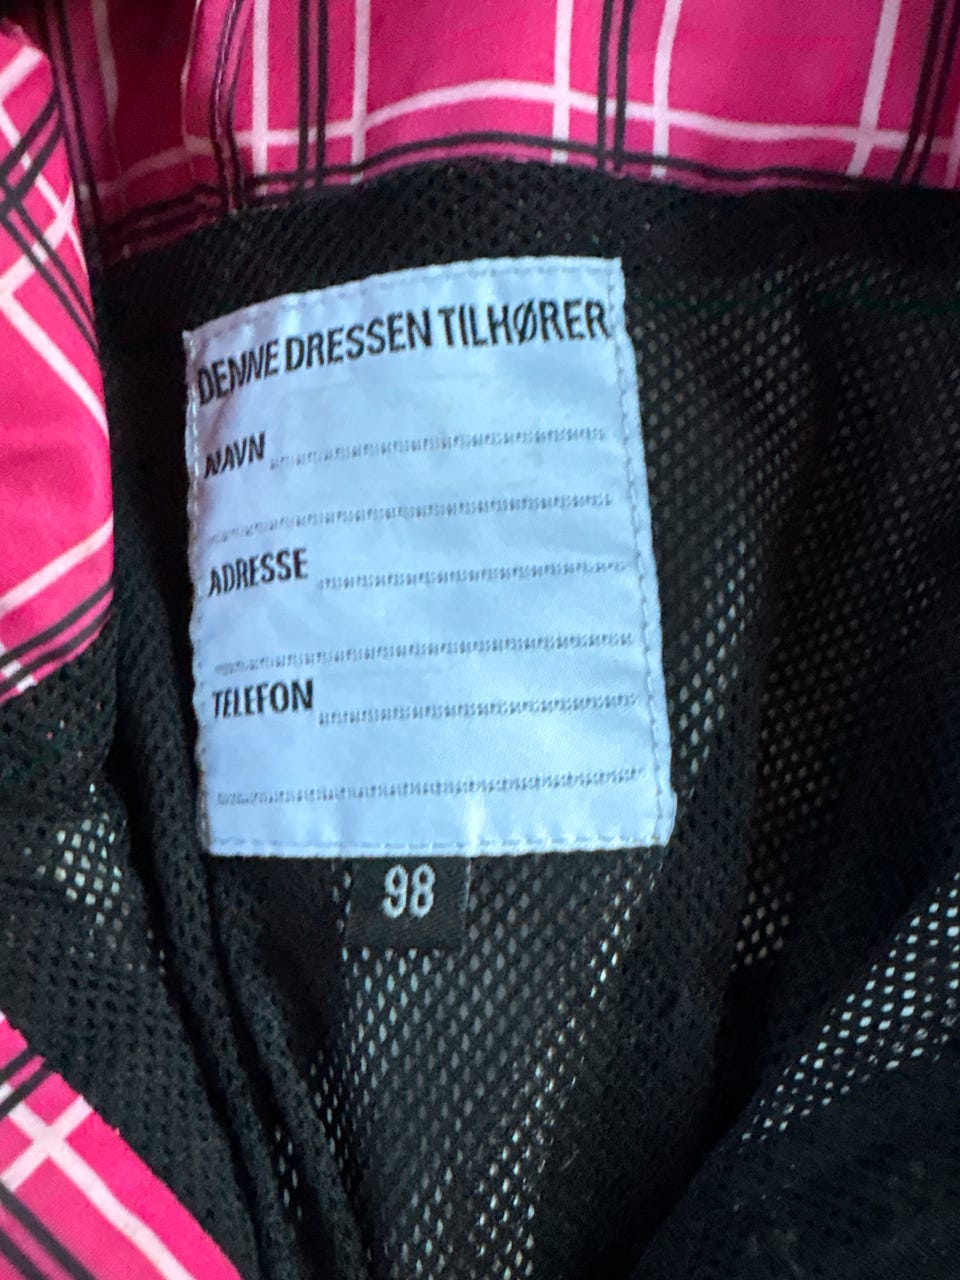 DENNE DRESSEN TILHØRER
NAVN
ADRESSE
TELEFON
98